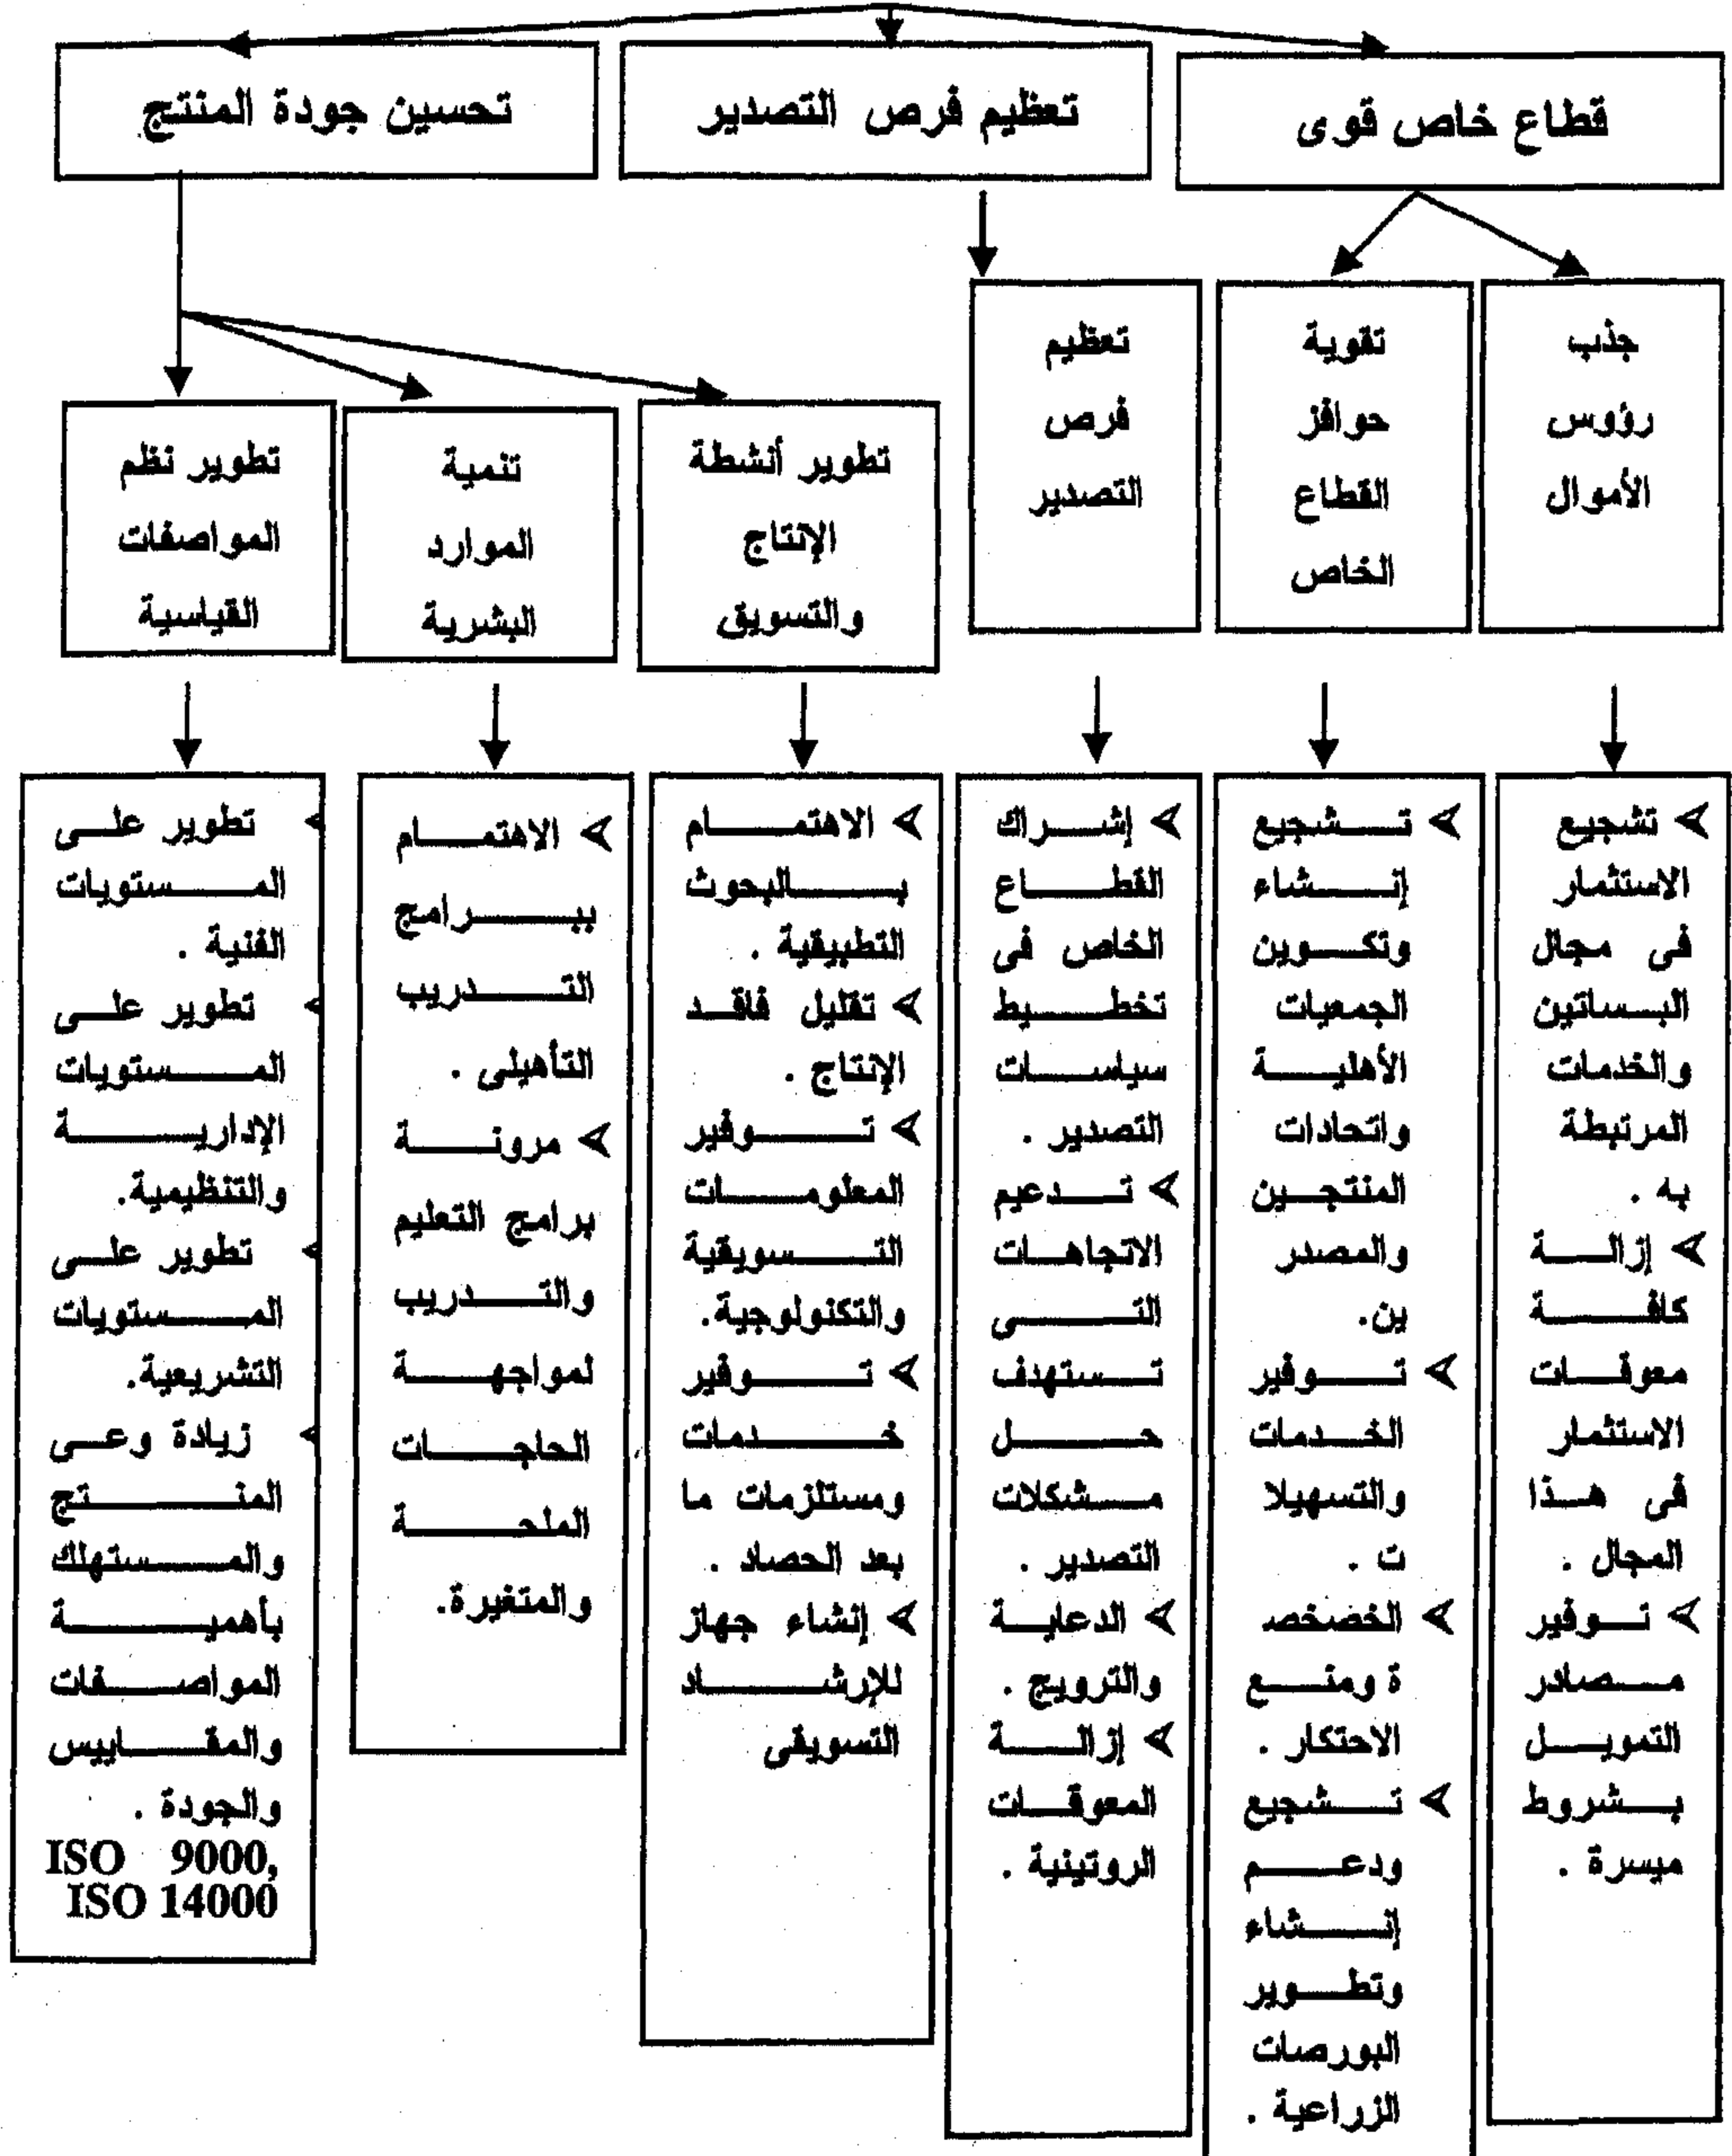 قطاع خاص قوى
تعظيم فرص التصدير
تحسين جودة المنتج
جذب
رؤوس
الأموال
تقوية
حوافز
القطاع
الخاص
تعظيم
فرص
التصدير
تطوير أنشطة
الإنتاج
والتسويق
تنمية
الموارد
البشرية
تطوير نظم
المواصفات
القياسية
تشجيع
الاستثمار
فى مجال
البساتين
والخدمات
المرتبطة
به .
إزالة
كافة
معوقات
الاستثمار
فى هذا
المجال .
توفير
مصادر
التمويل
بشروط
ميسرة .
تشجيع
إنشاء
وتكوين
الجمعيات
الأهلية
واتحادات
المنتجين
والمصدر
ين.
توفير
الخدمات
والتسهيلا
ت .
الخصخصـ
ة ومنع
الاحتكار .
تشجيع
ودعم
إنشاء
وتطوير
البورصات
الزراعية .
إشراك
القطاع
الخاص فى
تخطيط
سياسات
التصدير .
تدعيم
الاتجاهات
التى
تستهدف
حل
مشكلات
التصدير .
الدعاية
والترويج .
إزالة
المعوقات
الروتينية .
الاهتمام
بالبحوث
التطبيقية .
تقليل فاقد
الإنتاج .
توفير
المعلومات
التسويقية
والتكنولوجية.
توفير
خدمات
ومستلزمات ما
بعد الحصاد .
إنشاء جهاز
للإرشاد
التسويقى
الاهتمام
ببرامج
التدريب
التأهيلى .
مرونة
برامج التعليم
والتدريب
لمواجهة
الحاجات
الملحة
والمتغيرة.
تطوير على
المستويات
الفنية .
تطوير على
المستويات
الإدارية
والتنظيمية.
تطوير على
المستويات
التشريعية.
زيادة وعى
المنتج
والمستهلك
بأهمية
المواصفات
والمقاييس
والجودة .
ISO 9000,
ISO 14000